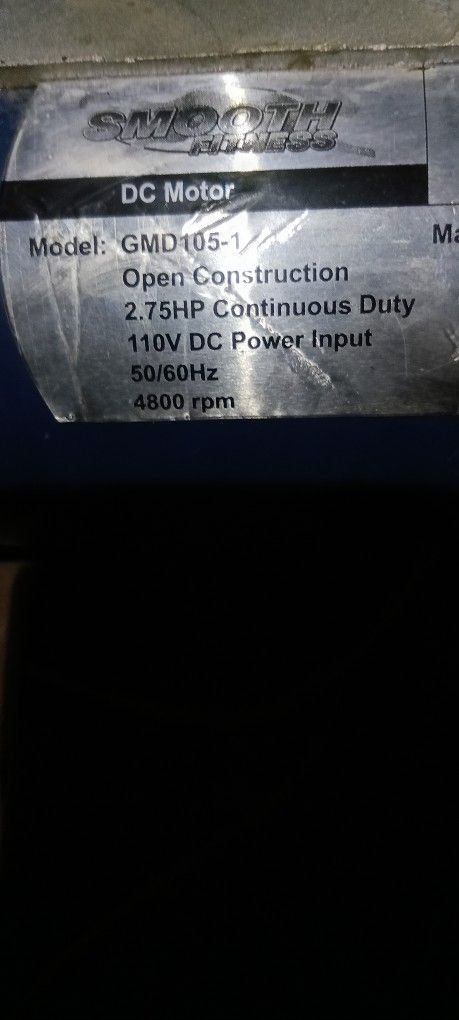 SMOOTH
FITNESS
DC Motor
Model: GMD105-1
Ma
Open Construction
2.75HP Continuous Duty
110V DC Power Input
50/60Hz
4800 rpm